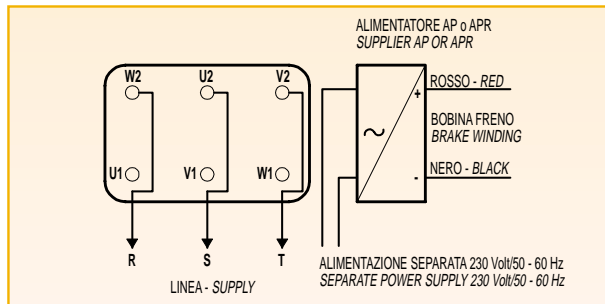 ALIMENTATORE AP o APR
SUPPLIER AP OR APR
W2 U2 V2
+
ROSSO - RED
~
BOBINA FRENO
BRAKE WINDING
U1 V1 W1
-
NERO - BLACK
R S T
LINEA - SUPPLY
ALIMENTAZIONE SEPARATA 230 Volt/50 - 60 Hz
SEPARATE POWER SUPPLY 230 Volt/50 - 60 Hz